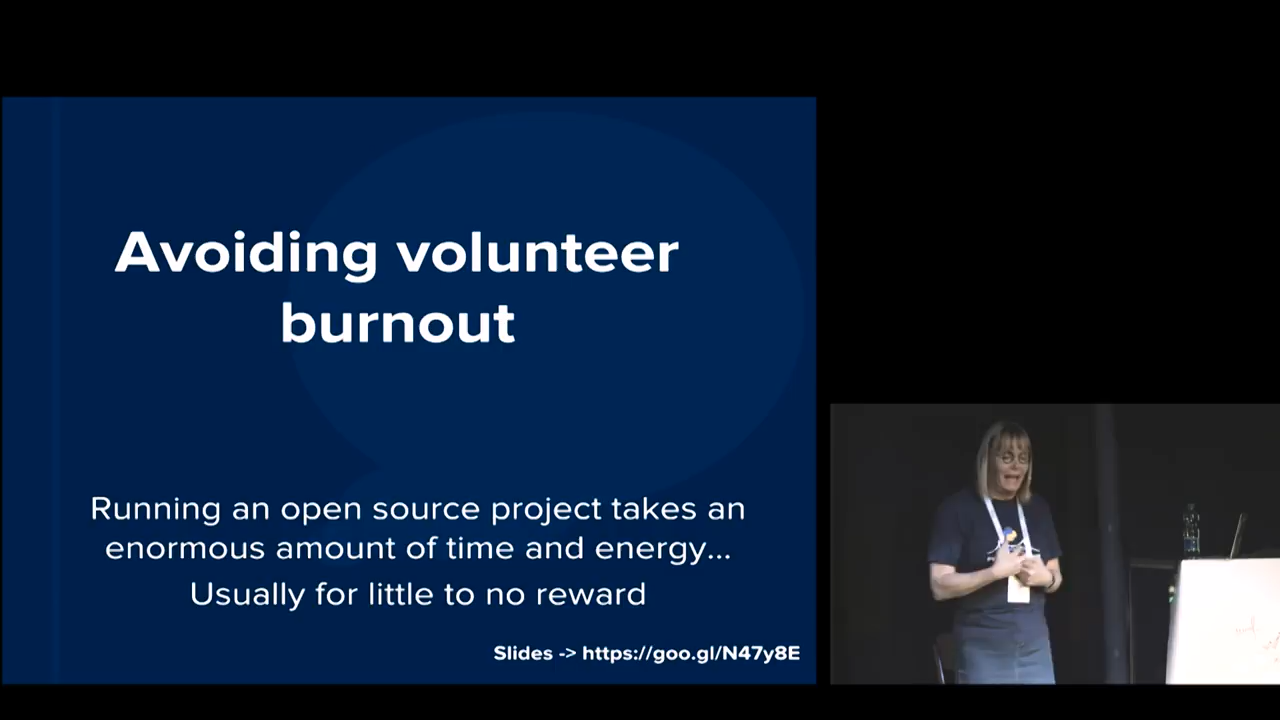 Avoiding volunteer
burnout
Running an open source project takes an
enormous amount of time and energy...
Usually for little to no reward
Slides -> https://goo.gl/N47y8E